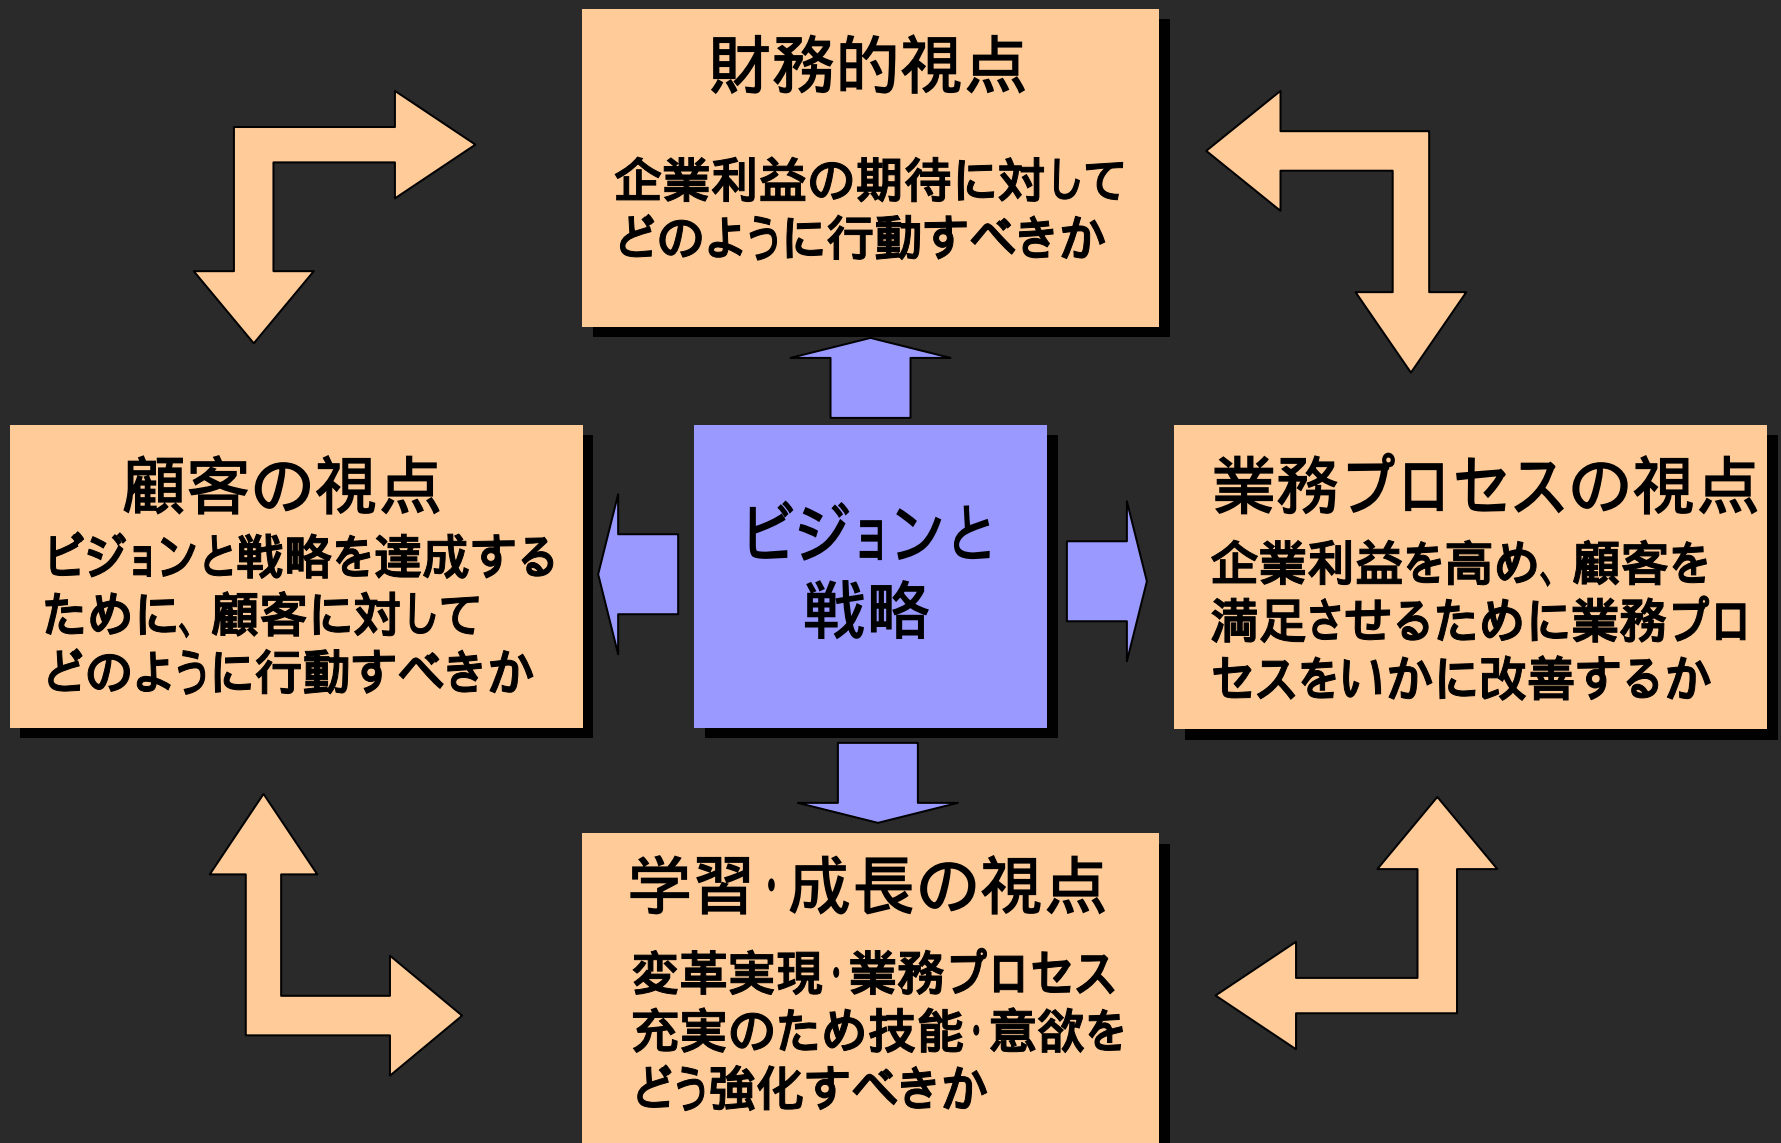 財務的視点
企業利益の期待に対して
どのように行動すべきか
顧客の視点
ビジョンと戦略を達成する
ために、顧客に対して
どのように行動すべきか
ビジョンと
戦略
業務プロセスの視点
企業利益を高め、顧客を
満足させるために業務プロ
セスをいかに改善するか
学習・成長の視点
変革実現・業務プロセス
充実のため技能・意欲を
どう強化すべきか